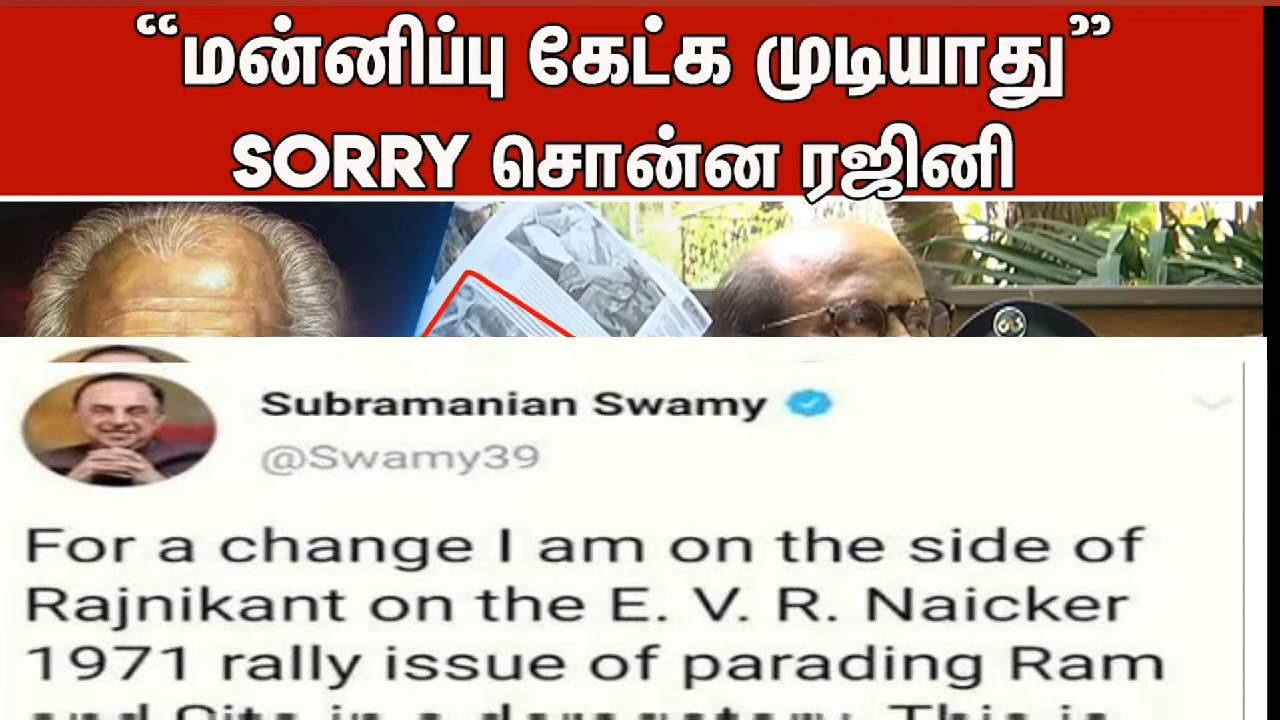 “மன்னிப்பு கேட்க முடியாது”
SORRY சொன்ன ரஜினி
Subramanian Swamy
@Swamy39
For a change I am on the side of
Rajnikant on the E. V. R. Naicker
1971 rally issue of parading Ram